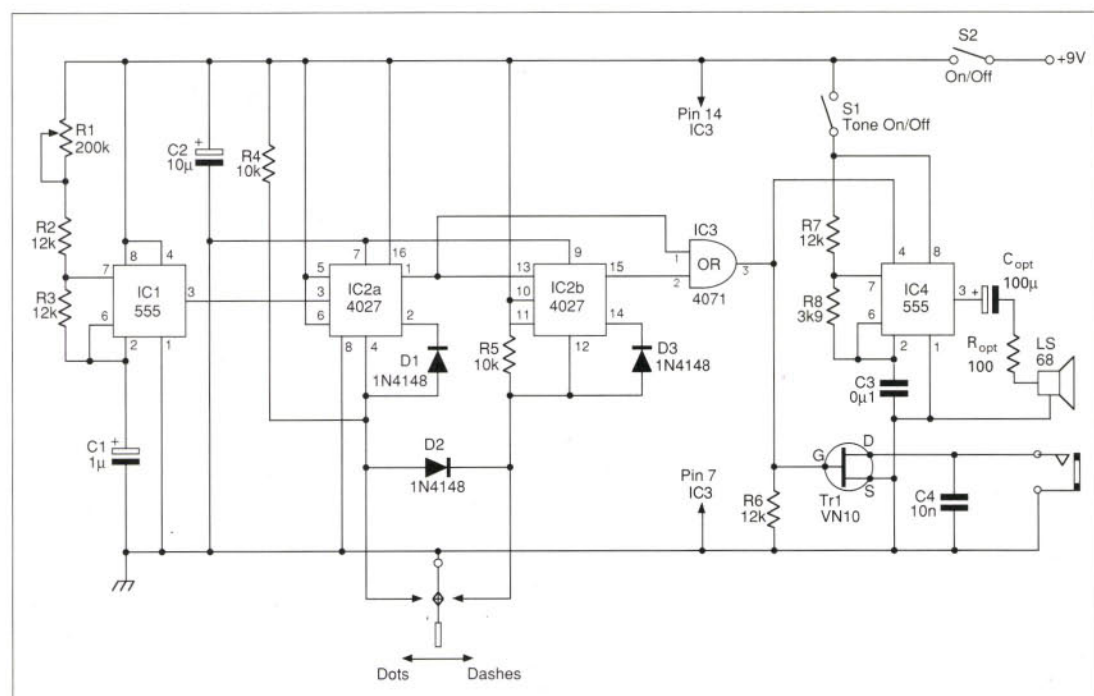 S2
+9V
On/Off
R1
200k
C2
10µ
+
R4
10k
Pin 14
IC3
S1
Tone On/Off
R2
12k
R3
12k
8
4
7
IC1
555
3
6
2
1
7
16
5
IC2a
4027
1
3
6
2
8
4
D1
1N4148
9
13
IC2b
4027
15
10
11
14
12
R5
10k
D3
1N4148
IC3
1
OR
3
2
4071
R7
12k
R8
3k9
4
8
7
IC4
555
3
6
2
1
Copt
100µ
+
Ropt
100
LS
68
C3
0µ1
C1
1µ
+
D2
1N4148
Pin 7
IC3
R6
12k
G
D
S
Tr1
VN10
C4
10n
Dots
Dashes